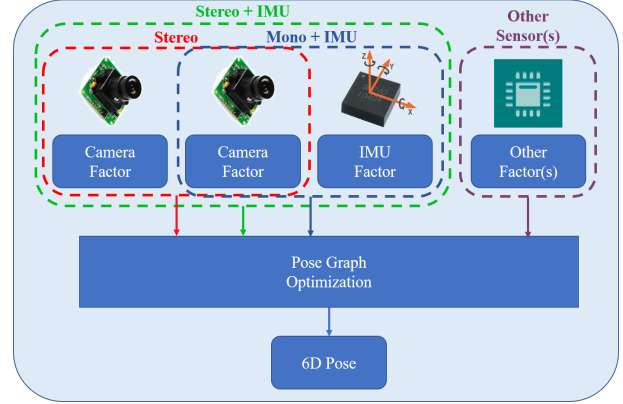 Stereo + IMU
Other
Sensor(s)
Stereo
Mono + IMU
Z
Y
X
Camera
Factor
Camera
Factor
IMU
Factor
Other
Factor(s)
Pose Graph
Optimization
6D Pose